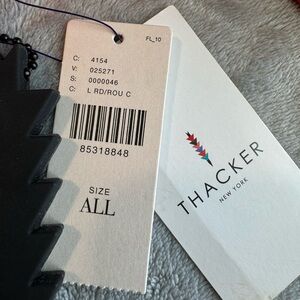 FL_10
C: 4154
V: 025271
S: 0000046
C: L RD/ROU C
85318848
SIZE
ALL
THACKER
NEW YORK